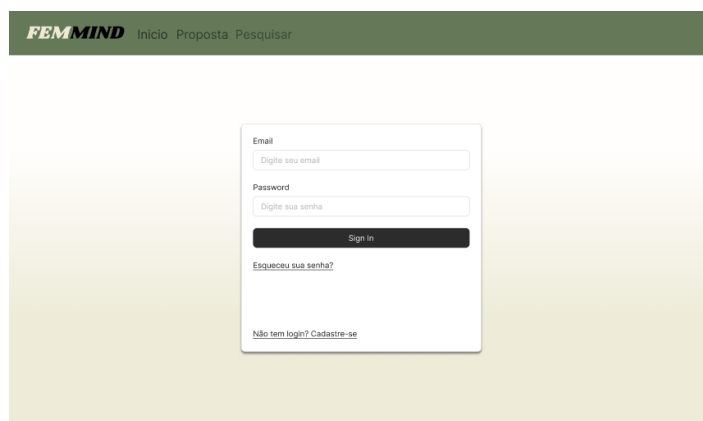 FEMMIND Inicio Proposta Pesquisar
Email
Digite seu email
Password
Digite sua senha
Sign In
Esqueceu sua senha?
Não tem login? Cadastre-se